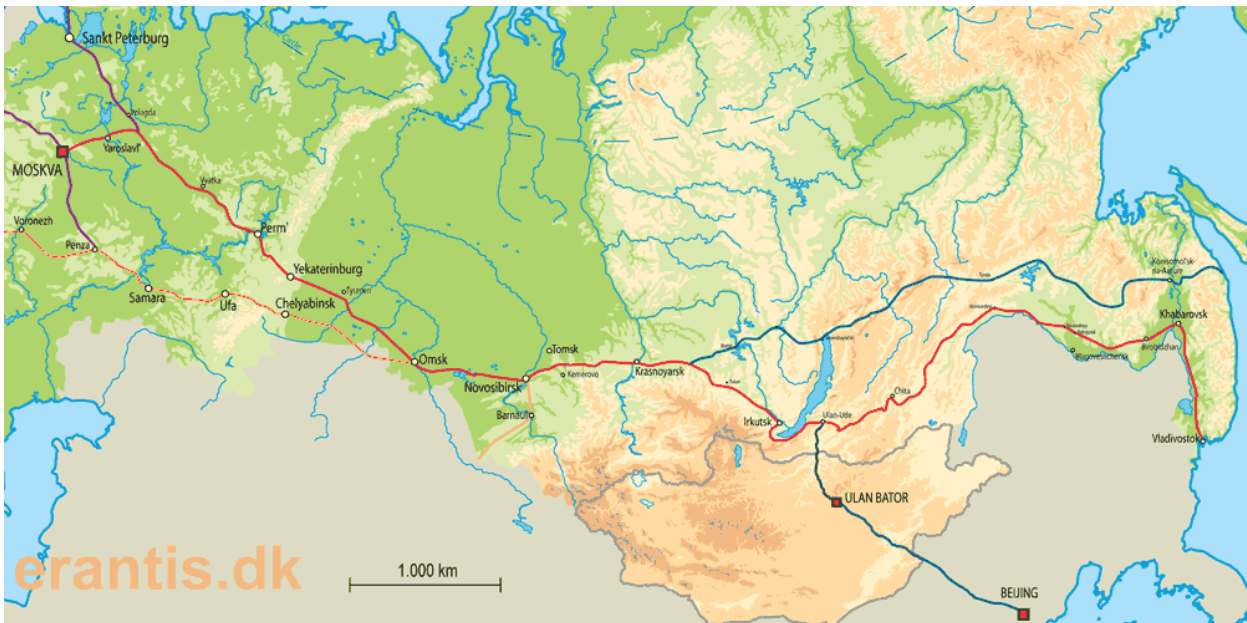 Sankt Peterburg
Vologda
Yaroslavl'
MOSKVA
Vyatka
Voronezh
Perm'
Penza
Yekaterinburg
Komsomol'sk-
na-Amure
Tynda
Samara
Ufa
Chelyabinsk
Tyumen'
Khabarovsk
Birobidzhan
Blagoveshchensk
Tomsk
Omsk
Krasnoyarsk
Novosibirsk
Kemerovo
Chita
Barnaul
Irkutsk
Ulan-Ude
Vladivostok
ULAN BATOR
erantis.dk
1.000 km
BEIJING